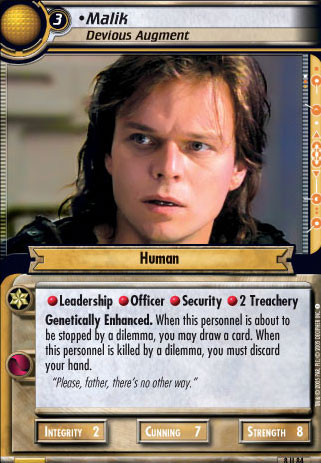 3
•Malik
Devious Augment
Human
Leadership Officer Security 2 Treachery
Genetically Enhanced. When this personnel is about to
be stopped by a dilemma, you may draw a card. When
this personnel is killed by a dilemma, you must discard
your hand.
"Please, father, there's no other way."
INTEGRITY 2 CUNNING 7 STRENGTH 8
8 U 84